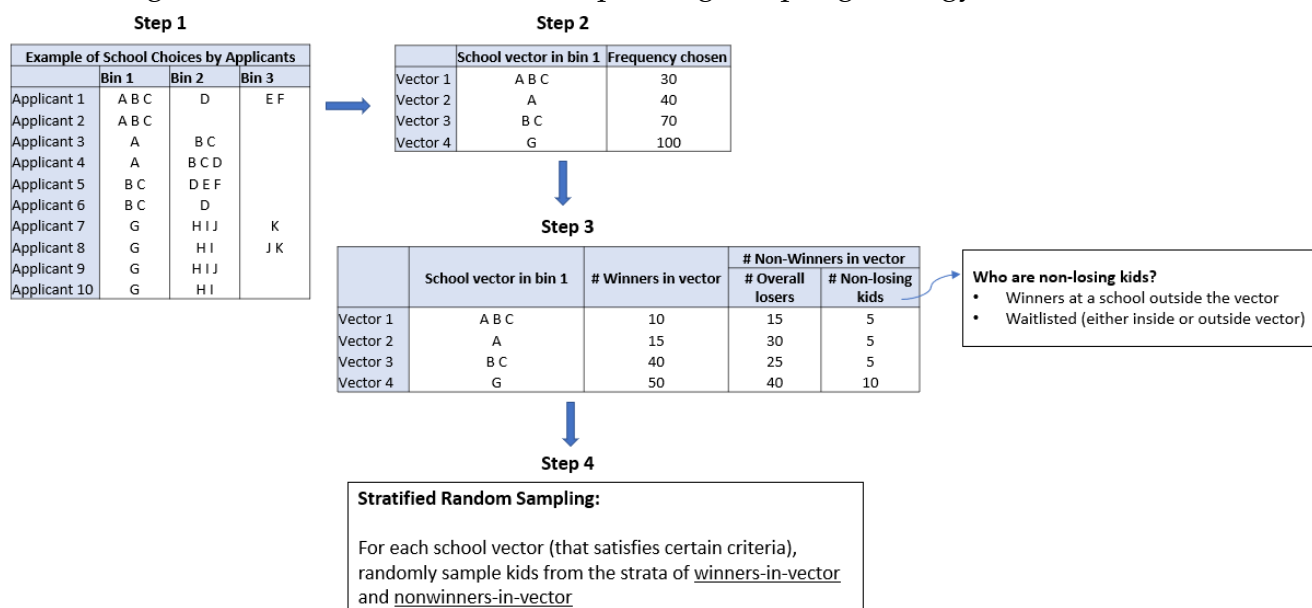 Step 1
Example of School Choices by Applicants
Bin 1 Bin 2 Bin 3
Applicant 1 A B C D E F
Applicant 2 A B C
Applicant 3 A B C
Applicant 4 A B C D
Applicant 5 B C D E F
Applicant 6 B C D
Applicant 7 G H I J K
Applicant 8 G H I J K
Applicant 9 G H I J
Applicant 10 G H I
Step 2
School vector in bin 1 Frequency chosen
Vector 1 A B C 30
Vector 2 A 40
Vector 3 B C 70
Vector 4 G 100
Step 3
# Non-Winners in vector
School vector in bin 1 # Winners in vector # Overall losers # Non-losing kids
Vector 1 A B C 10 15 5
Vector 2 A 15 30 5
Vector 3 B C 40 25 5
Vector 4 G 50 40 10
Who are non-losing kids?
• Winners at a school outside the vector
• Waitlisted (either inside or outside vector)
Step 4
Stratified Random Sampling:
For each school vector (that satisfies certain criteria),
randomly sample kids from the strata of winners-in-vector
and nonwinners-in-vector